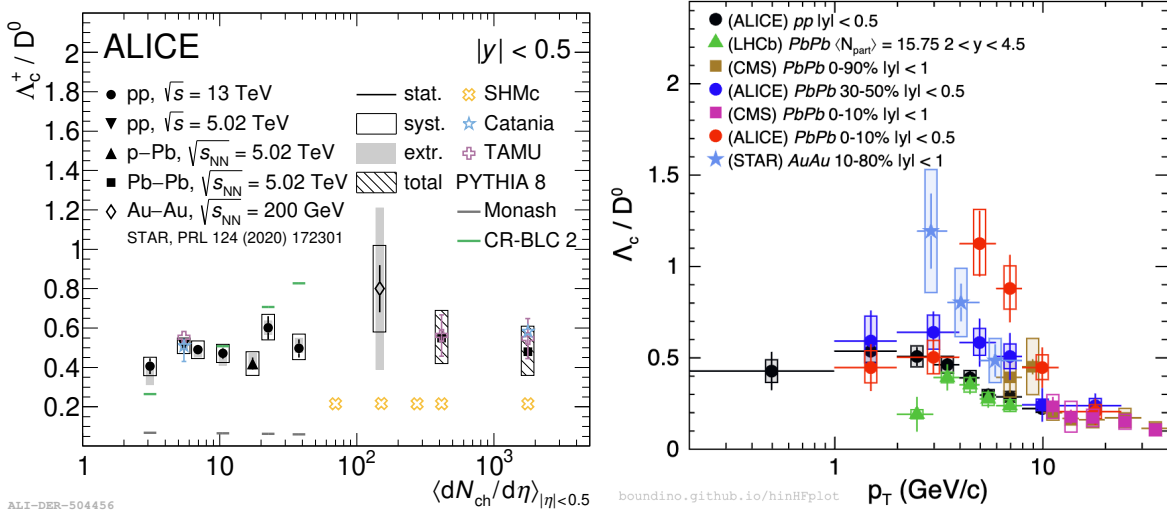 ALICE
|y| < 0.5
pp, √s = 13 TeV
pp, √s = 5.02 TeV
p–Pb, √sNN = 5.02 TeV
Pb–Pb, √sNN = 5.02 TeV
Au–Au, √sNN = 200 GeV
STAR, PRL 124 (2020) 172301
stat.
syst.
extr.
total
SHMc
Catania
TAMU
PYTHIA 8
Monash
CR-BLC 2
Λc+ / D0
2
1.8
1.6
1.4
1.2
1
0.8
0.6
0.4
0.2
1
10
10²
10³
⟨dNch/dη⟩|η|<0.5
ALI-DER-504456
(ALICE) pp |y| < 0.5
(LHCb) PbPb ⟨Npart⟩ = 15.75 2 < y < 4.5
(CMS) PbPb 0-90% |y| < 1
(ALICE) PbPb 30-50% |y| < 0.5
(CMS) PbPb 0-10% |y| < 1
(ALICE) PbPb 0-10% |y| < 0.5
(STAR) AuAu 10-80% |y| < 1
Λc / D0
2
1.5
1
0.5
0
1
10
pT (GeV/c)
boundino.github.io/hinHFplot